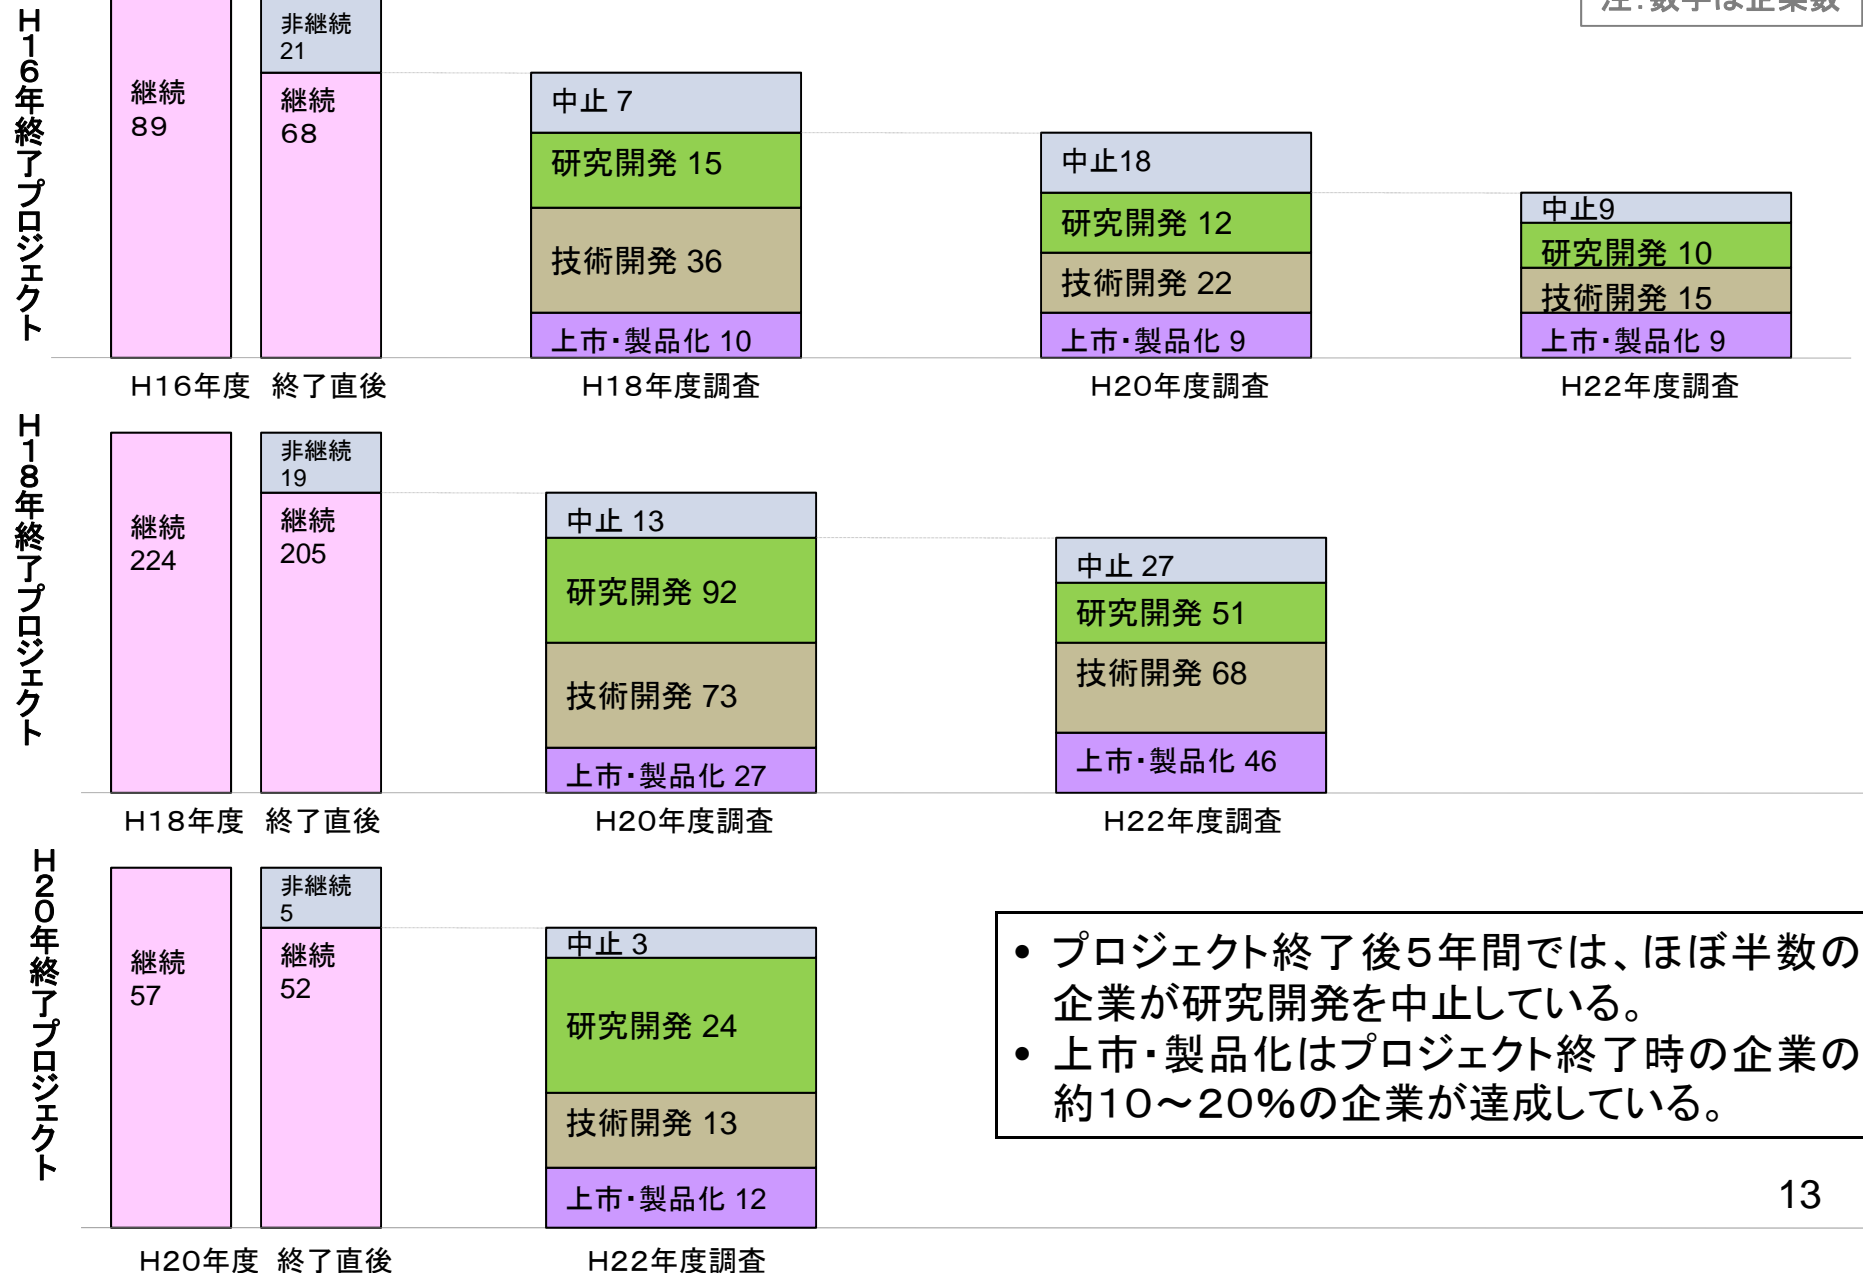 注:数字は企業数
H16年終了プロジェクト
継続
89
非継続
21
継続
68
中止 7
研究開発 15
技術開発 36
上市・製品化 10
中止18
研究開発 12
技術開発 22
上市・製品化 9
中止9
研究開発 10
技術開発 15
上市・製品化 9
H16年度 終了直後 H18年度調査 H20年度調査 H22年度調査
H18年終了プロジェクト
継続
224
非継続
19
継続
205
中止 13
研究開発 92
技術開発 73
上市・製品化 27
中止 27
研究開発 51
技術開発 68
上市・製品化 46
H18年度 終了直後 H20年度調査 H22年度調査
H20年終了プロジェクト
継続
57
非継続
5
継続
52
中止 3
研究開発 24
技術開発 13
上市・製品化 12
H20年度 終了直後 H22年度調査
• プロジェクト終了後5年間では、ほぼ半数の
企業が研究開発を中止している。
• 上市・製品化はプロジェクト終了時の企業の
約10～20%の企業が達成している。
13